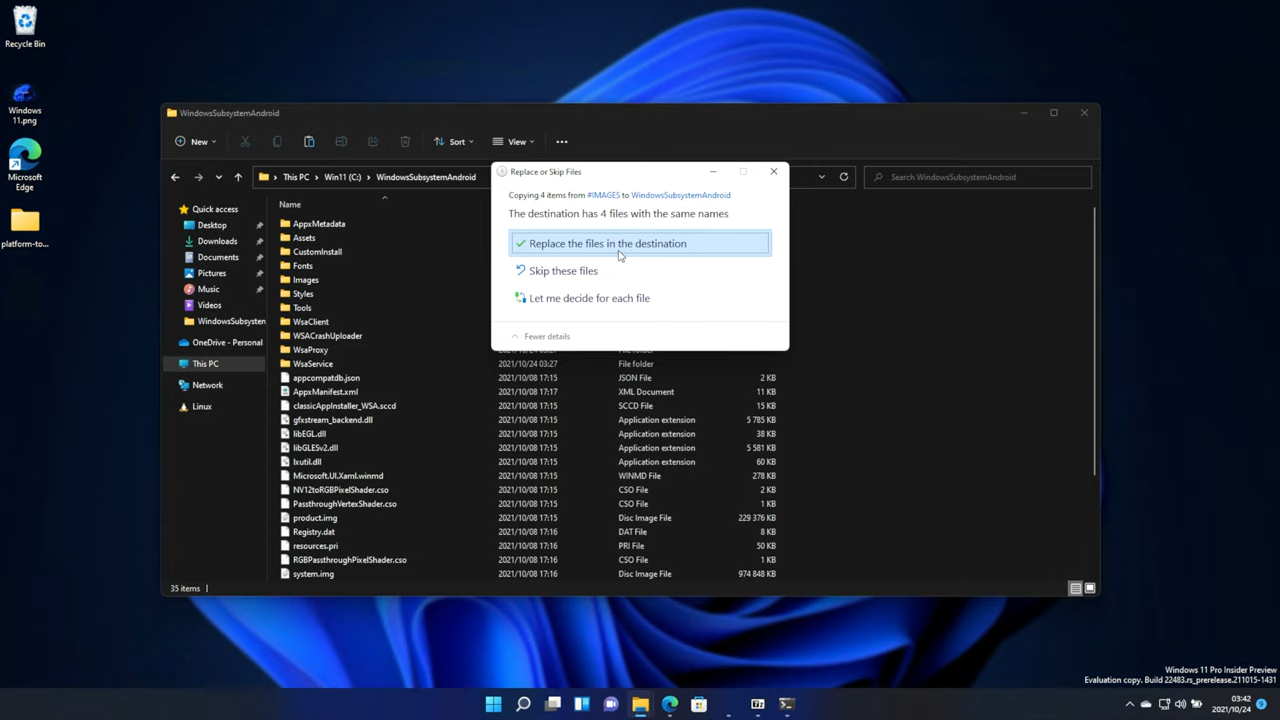 Recycle Bin
Windows
11.png
Microsoft
Edge
platform-to...
WindowsSubsystemAndroid
New
Sort
View
This PC
Win11 (C:)
WindowsSubsystemAndroid
Search WindowsSubsystemAndroid
Replace or Skip Files
Copying 4 items from #IMAGES to WindowsSubsystemAndroid
The destination has 4 files with the same names
Replace the files in the destination
Skip these files
Let me decide for each file
Fewer details
Quick access
Desktop
Downloads
Documents
Pictures
Music
Videos
WindowsSubsysten
OneDrive - Personal
This PC
Network
Linux
Name
AppxMetadata
Assets
CustomInstall
Fonts
Images
Styles
Tools
WsaClient
WSACrashUploader
WsaProxy
WsaService 2021/10/24 03:27 File folder
appcompatdb.json 2021/10/08 17:15 JSON File 2 KB
AppxManifest.xml 2021/10/08 17:17 XML Document 11 KB
classicAppInstaller_WSA.sccd 2021/10/08 17:15 SCCD File 15 KB
gfxstream_backend.dll 2021/10/08 17:15 Application extension 5 785 KB
libEGL.dll 2021/10/08 17:15 Application extension 38 KB
libGLESv2.dll 2021/10/08 17:15 Application extension 5 581 KB
lxutil.dll 2021/10/08 17:15 Application extension 60 KB
Microsoft.UI.Xaml.winmd 2021/10/08 17:15 WINMD File 278 KB
NV12toRGBPixelShader.cso 2021/10/08 17:15 CSO File 2 KB
PassthroughVertexShader.cso 2021/10/08 17:15 CSO File 1 KB
product.img 2021/10/08 17:15 Disc Image File 229 376 KB
Registry.dat 2021/10/08 17:16 DAT File 8 KB
resources.pri 2021/10/08 17:16 PRI File 50 KB
RGBPassthroughPixelShader.cso 2021/10/08 17:16 CSO File 1 KB
system.img 2021/10/08 17:16 Disc Image File 974 848 KB
35 items
Windows 11 Pro Insider Preview
Evaluation copy. Build 22483.rs_prerelease.211015-1431
03:42
2021/10/24